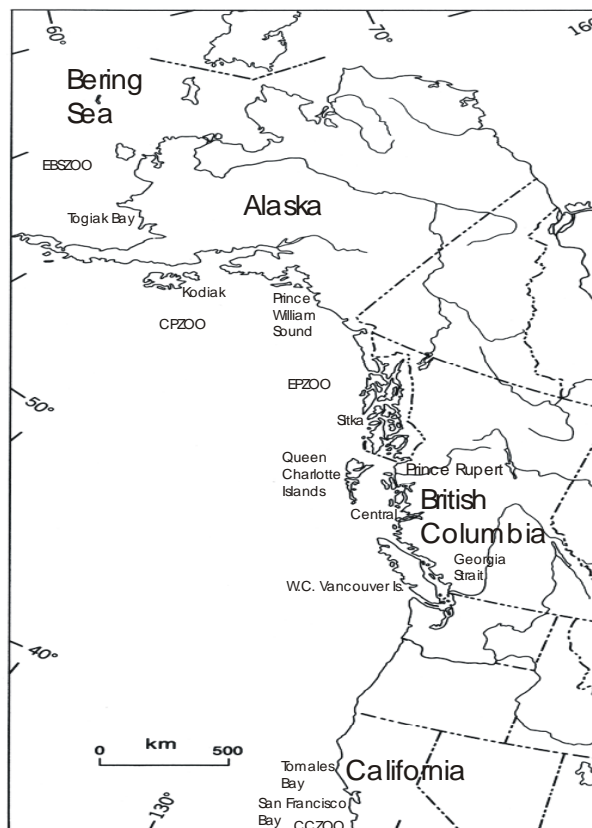 60°
70°
160
Bering
Sea
EBSZOO
Togiak Bay
Alaska
Kodiak
CPZOO
Prince
William
Sound
50°
EPZOO
Sitka
Queen
Charlotte
Islands
Prince Rupert
British
Columbia
Central
Georgia
Strait
W.C. Vancouver Is.
40°
km
0 500
Tomales
Bay
California
San Francisco
Bay
CCZOO
130°